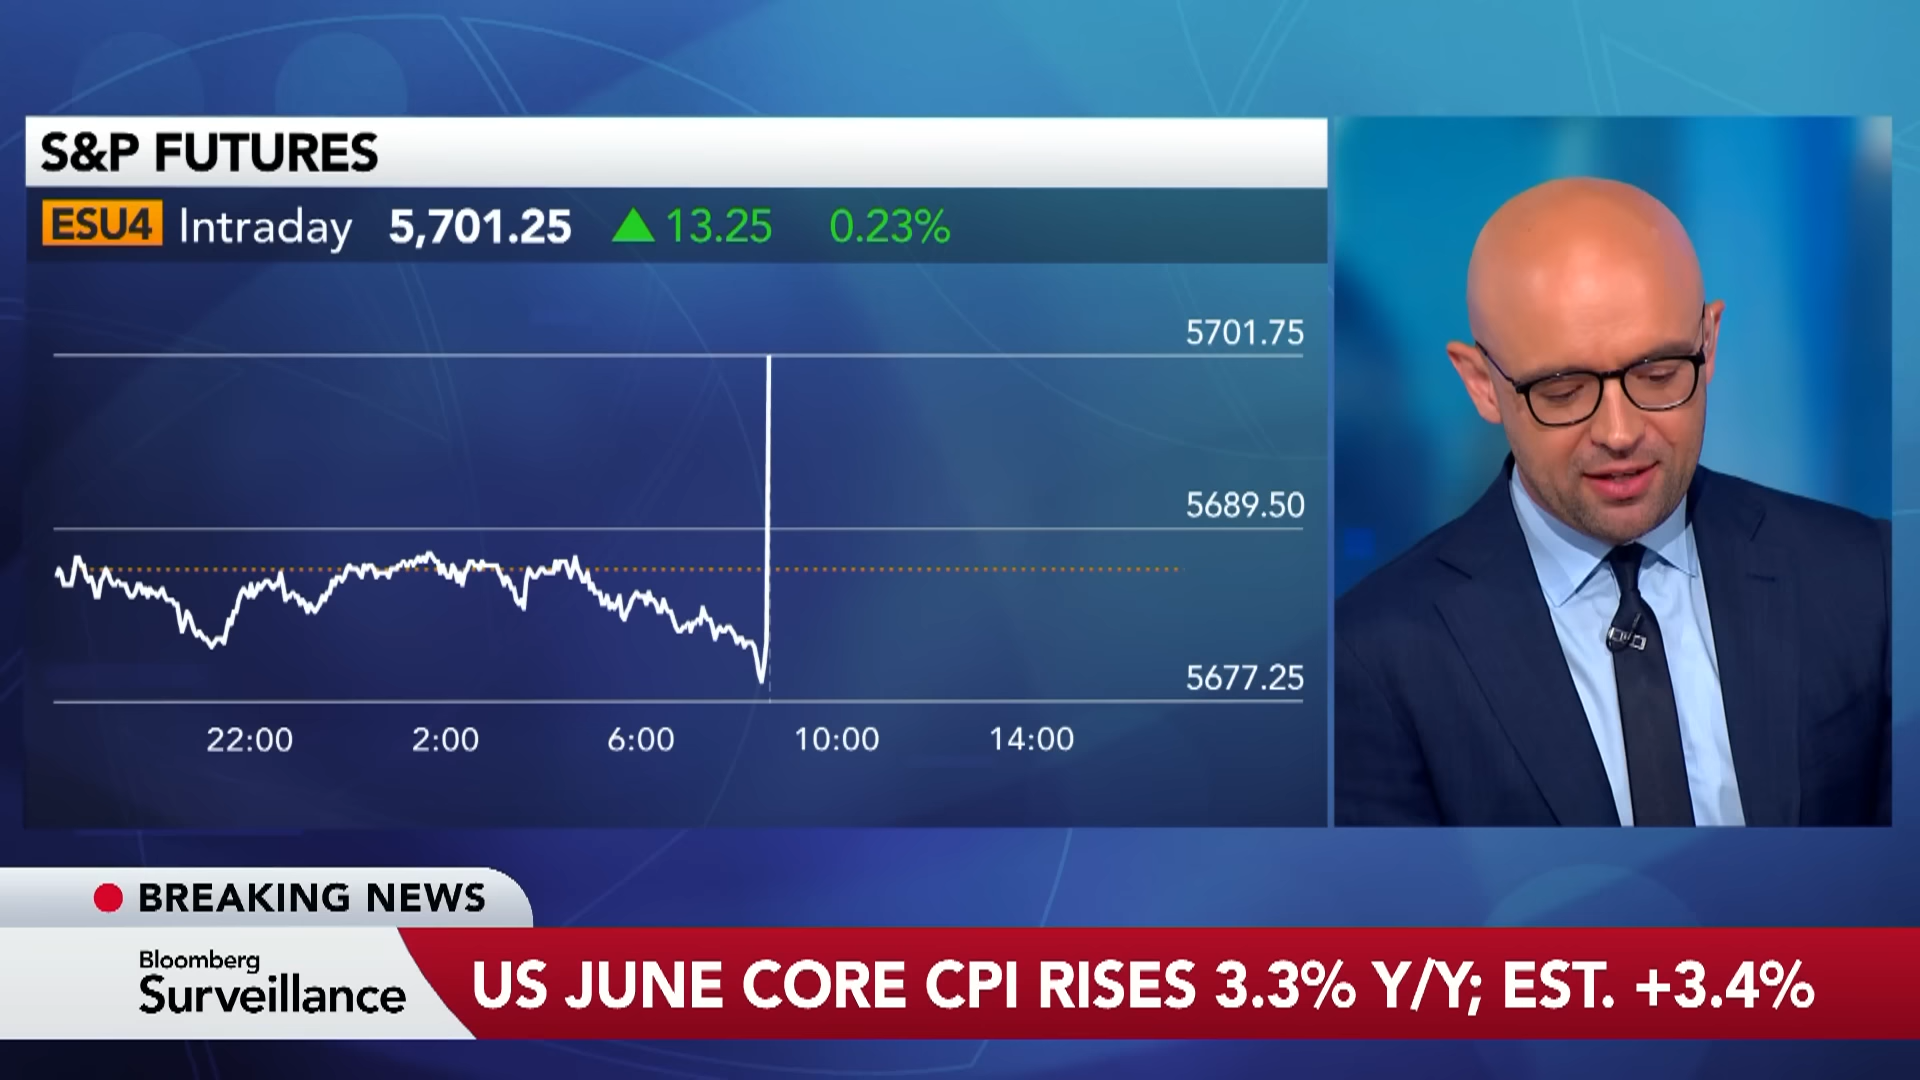 S&P FUTURES
ESU4 Intraday 5,701.25 ▲ 13.25 0.23%
5701.75
5689.50
5677.25
22:00 2:00 6:00 10:00 14:00
BREAKING NEWS
Bloomberg
Surveillance
US JUNE CORE CPI RISES 3.3% Y/Y; EST. +3.4%